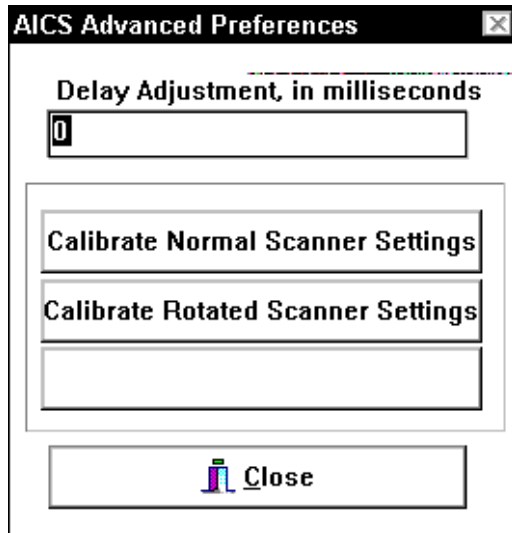 AICS Advanced Preferences
Delay Adjustment, in milliseconds
0
Calibrate Normal Scanner Settings
Calibrate Rotated Scanner Settings
Close